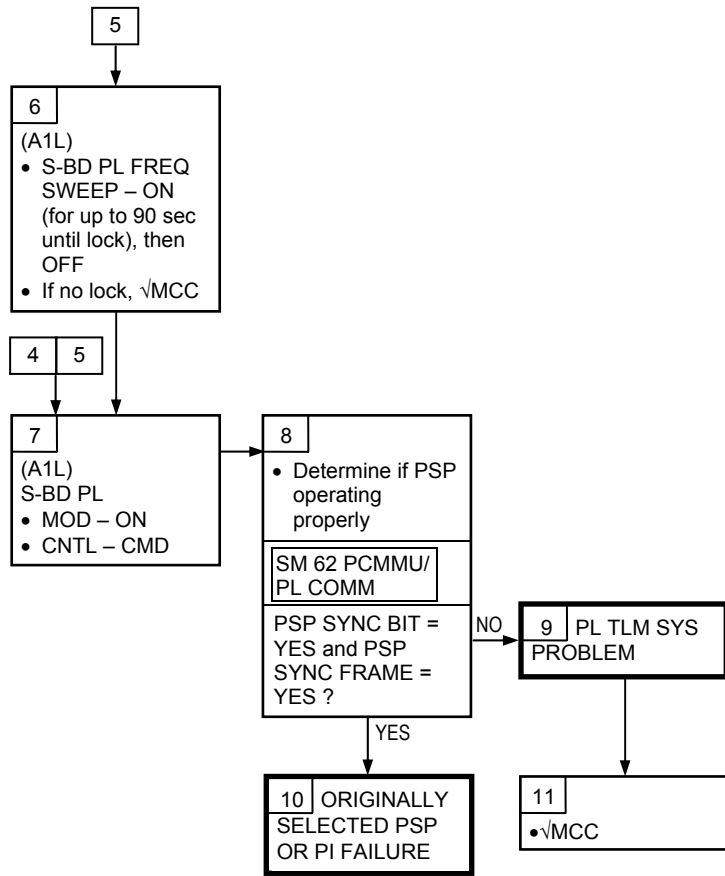 5
6
(A1L)
• S-BD PL FREQ
SWEEP – ON
(for up to 90 sec
until lock), then
OFF
• If no lock, √MCC
4 5
7
(A1L)
S-BD PL
• MOD – ON
• CNTL – CMD
8
• Determine if PSP
operating
properly
SM 62 PCMMU/
PL COMM
PSP SYNC BIT =
YES and PSP
SYNC FRAME =
YES ?
NO
YES
9 PL TLM SYS
PROBLEM
10 ORIGINALLY
SELECTED PSP
OR PI FAILURE
11
•√MCC